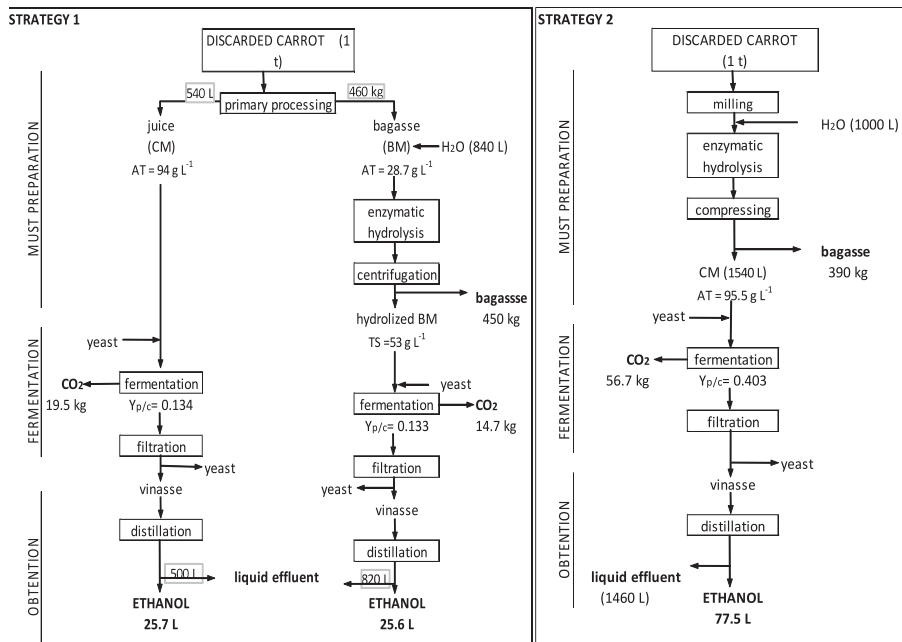 STRATEGY 1
DISCARDED CARROT (1
t)
540 L
primary processing
460 kg
juice
(CM)
AT = 94 g L-1
bagasse
(BM)
H2O (840 L)
AT = 28.7 g L-1
enzymatic
hydrolysis
centrifugation
bagassse
450 kg
hydrolized BM
TS =53 g L-1
MUST PREPARATION
yeast
yeast
CO2
19.5 kg
fermentation
Yp/c= 0.134
fermentation
CO2
14.7 kg
Yp/c= 0.133
filtration
yeast
filtration
yeast
FERMENTATION
vinasse
vinasse
distillation
distillation
500 L
liquid effluent
820 L
ETHANOL
25.7 L
ETHANOL
25.6 L
OBTENTION
STRATEGY 2
DISCARDED CARROT
(1 t)
milling
H2O (1000 L)
enzymatic
hydrolysis
compressing
bagasse
390 kg
CM (1540 L)
AT = 95.5 g L-1
MUST PREPARATION
yeast
CO2
56.7 kg
fermentation
Yp/c= 0.403
filtration
yeast
FERMENTATION
vinasse
distillation
liquid effluent
(1460 L)
ETHANOL
77.5 L
OBTENTION